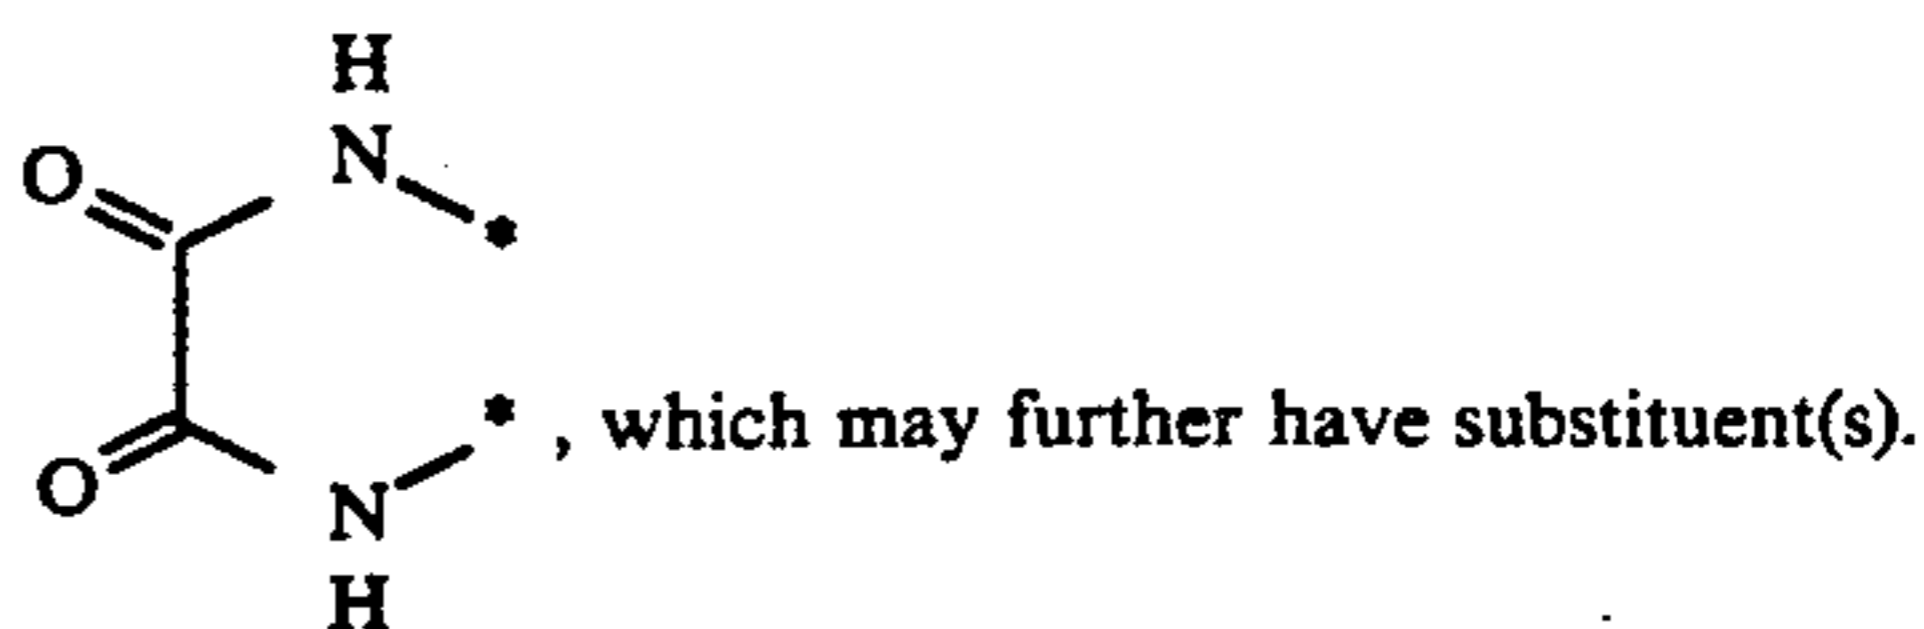 H
N
O
*
* , which may further have substituent(s).
O
N
H